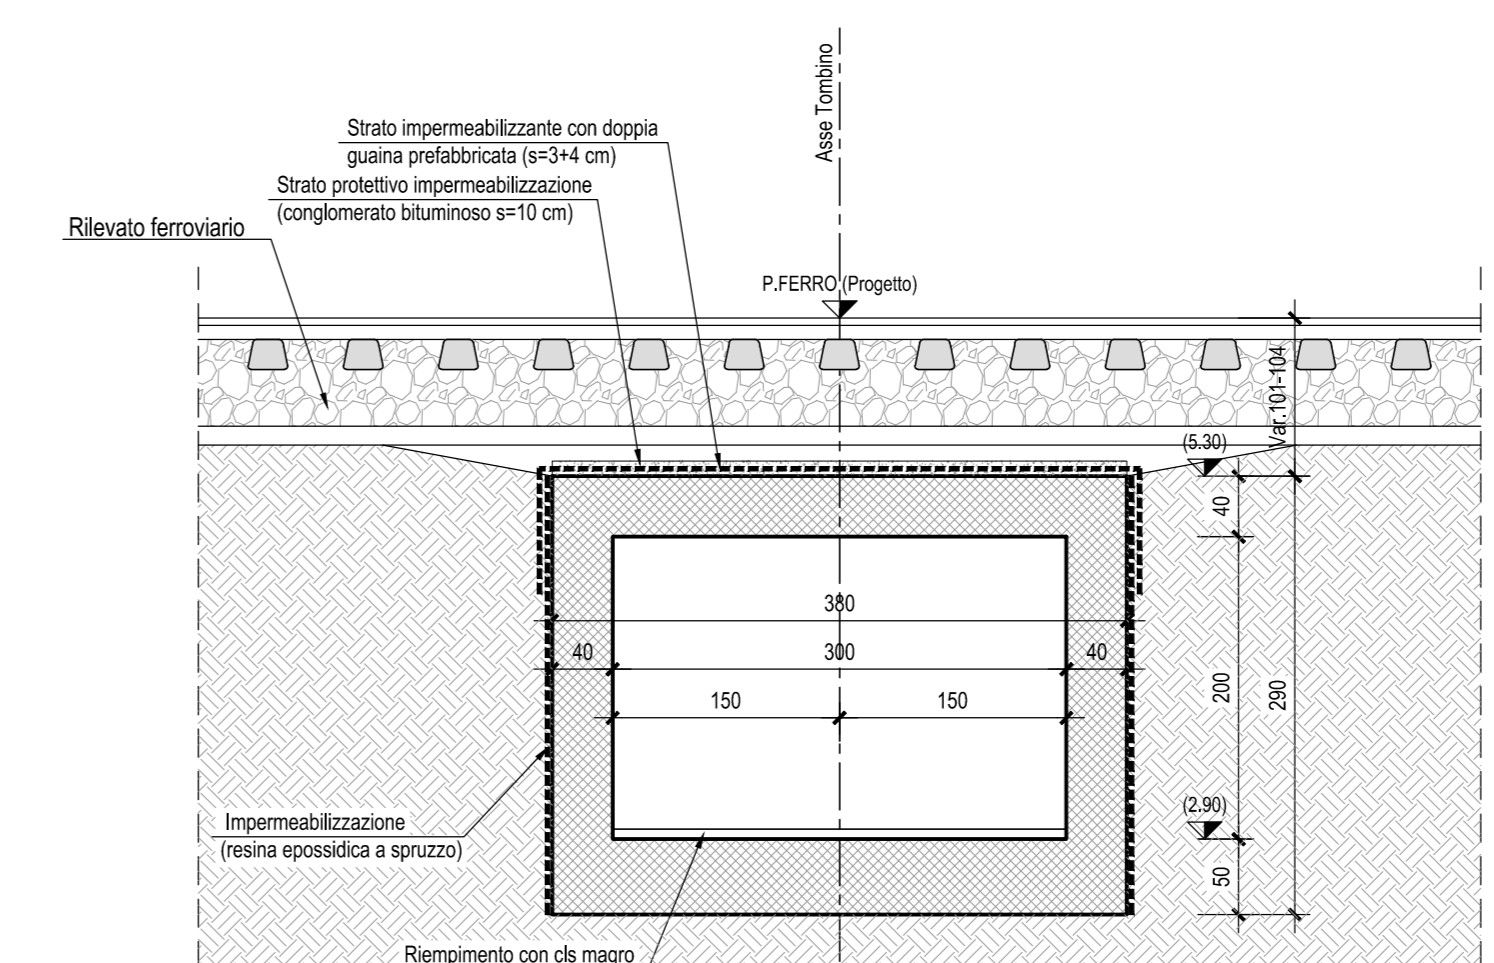 Asse Tombino
Strato impermeabilizzante con doppia
guaina prefabbricata (s=3+4 cm)
Strato protettivo impermeabilizzazione
(conglomerato bituminoso s=10 cm)
Rilevato ferroviario
P.FERRO (Progetto)
Var.101-104
(5.30)
40
380
40
300
40
150
150
200
290
(2.90)
50
Impermeabilizzazione
(resina epossidica a spruzzo)
Riempimento con cls magro